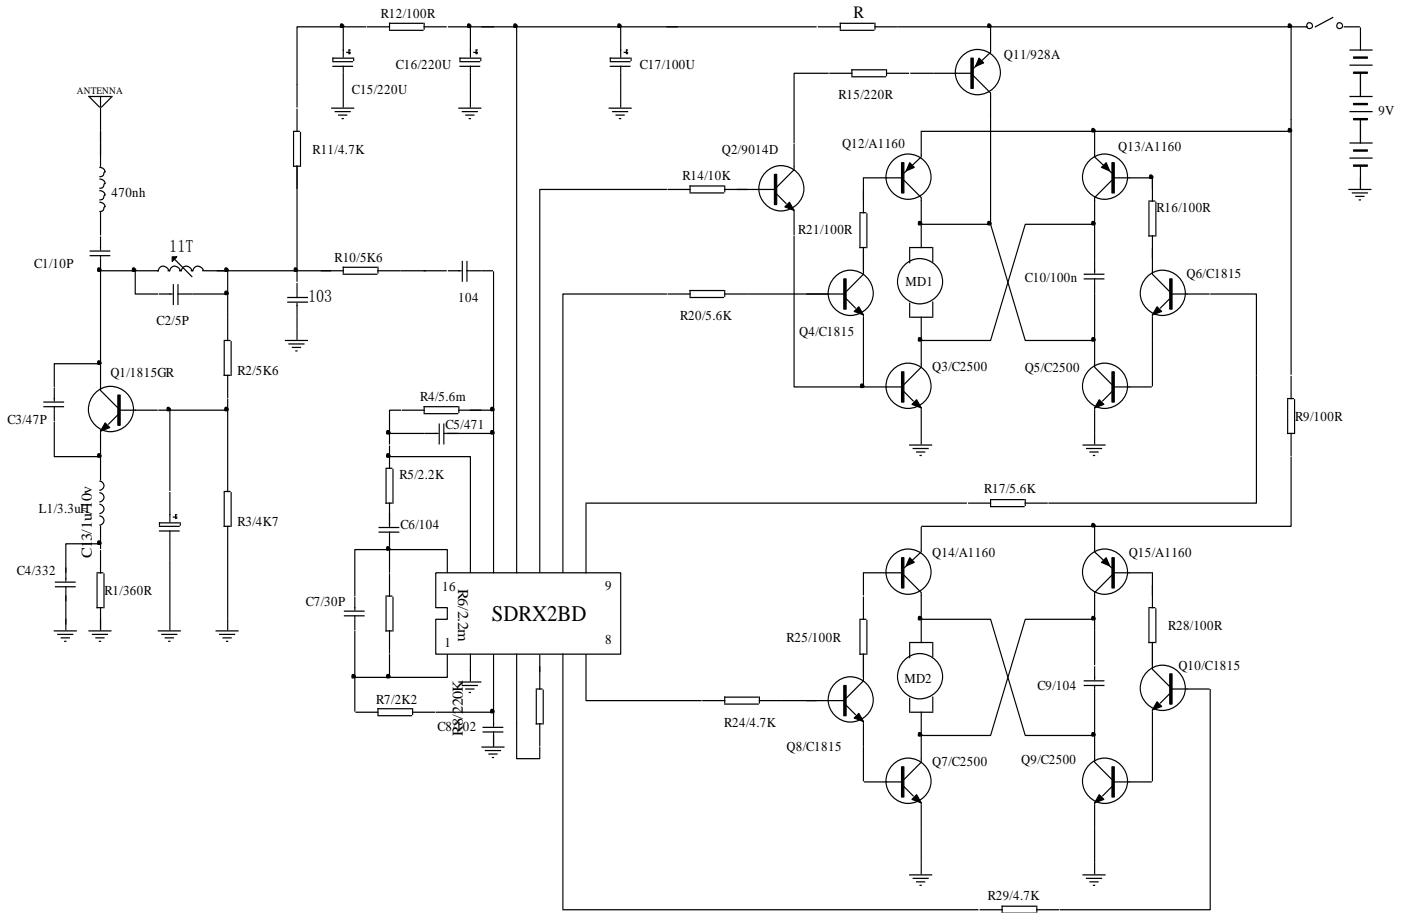 R12/100R
R
Q11/928A
C16/220U
C17/100U
C15/220U
R15/220R
ANTENNA
9V
R11/4.7K
Q2/9014D
Q12/A1160
Q13/A1160
R14/10K
470nh
R16/100R
R21/100R
11T
C1/10P
R10/5K6
103
104
C2/5P
MD1
C10/100n
Q6/C1815
R20/5.6K
Q4/C1815
Q1/1815GR
R2/5K6
Q3/C2500
Q5/C2500
R4/5.6m
C3/47P
C5/471
R9/100R
R5/2.2K
R17/5.6K
L1/3.3uH
C13/1u/10v
R3/4K7
C6/104
C4/332
R1/360R
Q14/A1160
Q15/A1160
C7/30P
16
9
R6/2.2m
SDRX2BD
1
8
R25/100R
R28/100R
Q10/C1815
MD2
C9/104
R7/2K2
R8/220K
C8/202
R24/4.7K
Q8/C1815
Q7/C2500
Q9/C2500
R29/4.7K